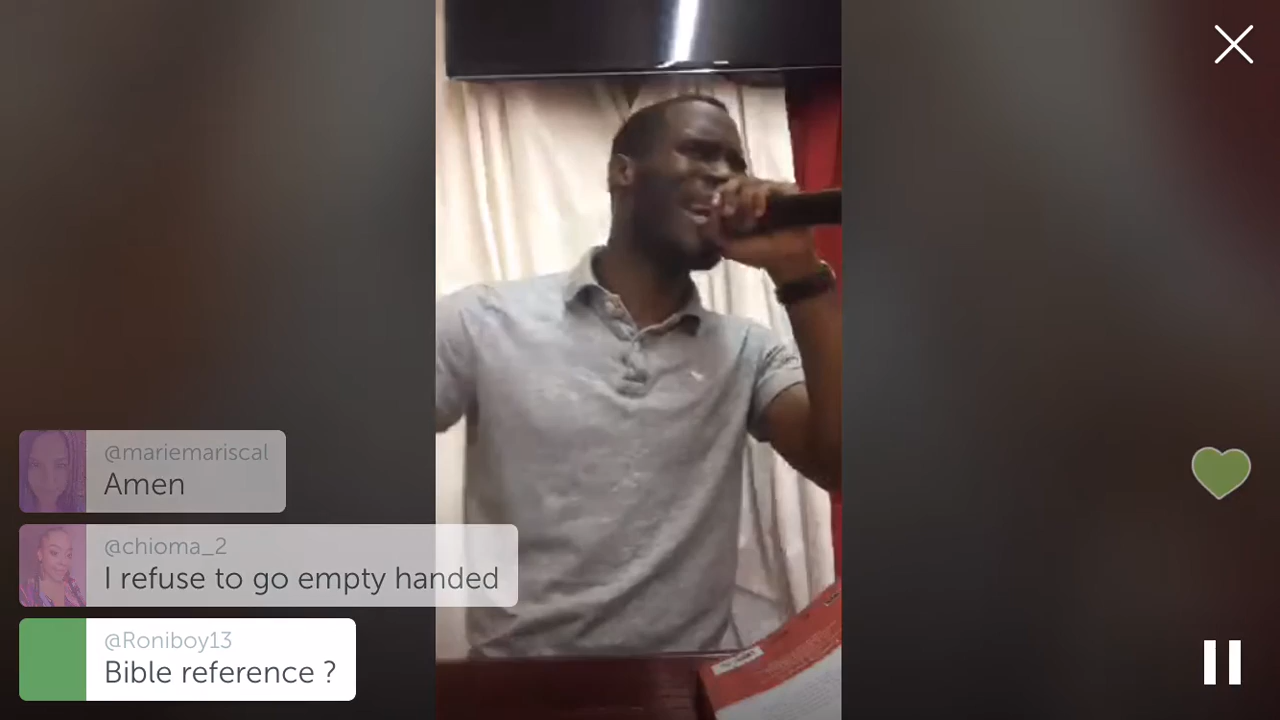 @mariemariscal
Amen
@chioma_2
I refuse to go empty handed
@Roniboy13
Bible reference ?